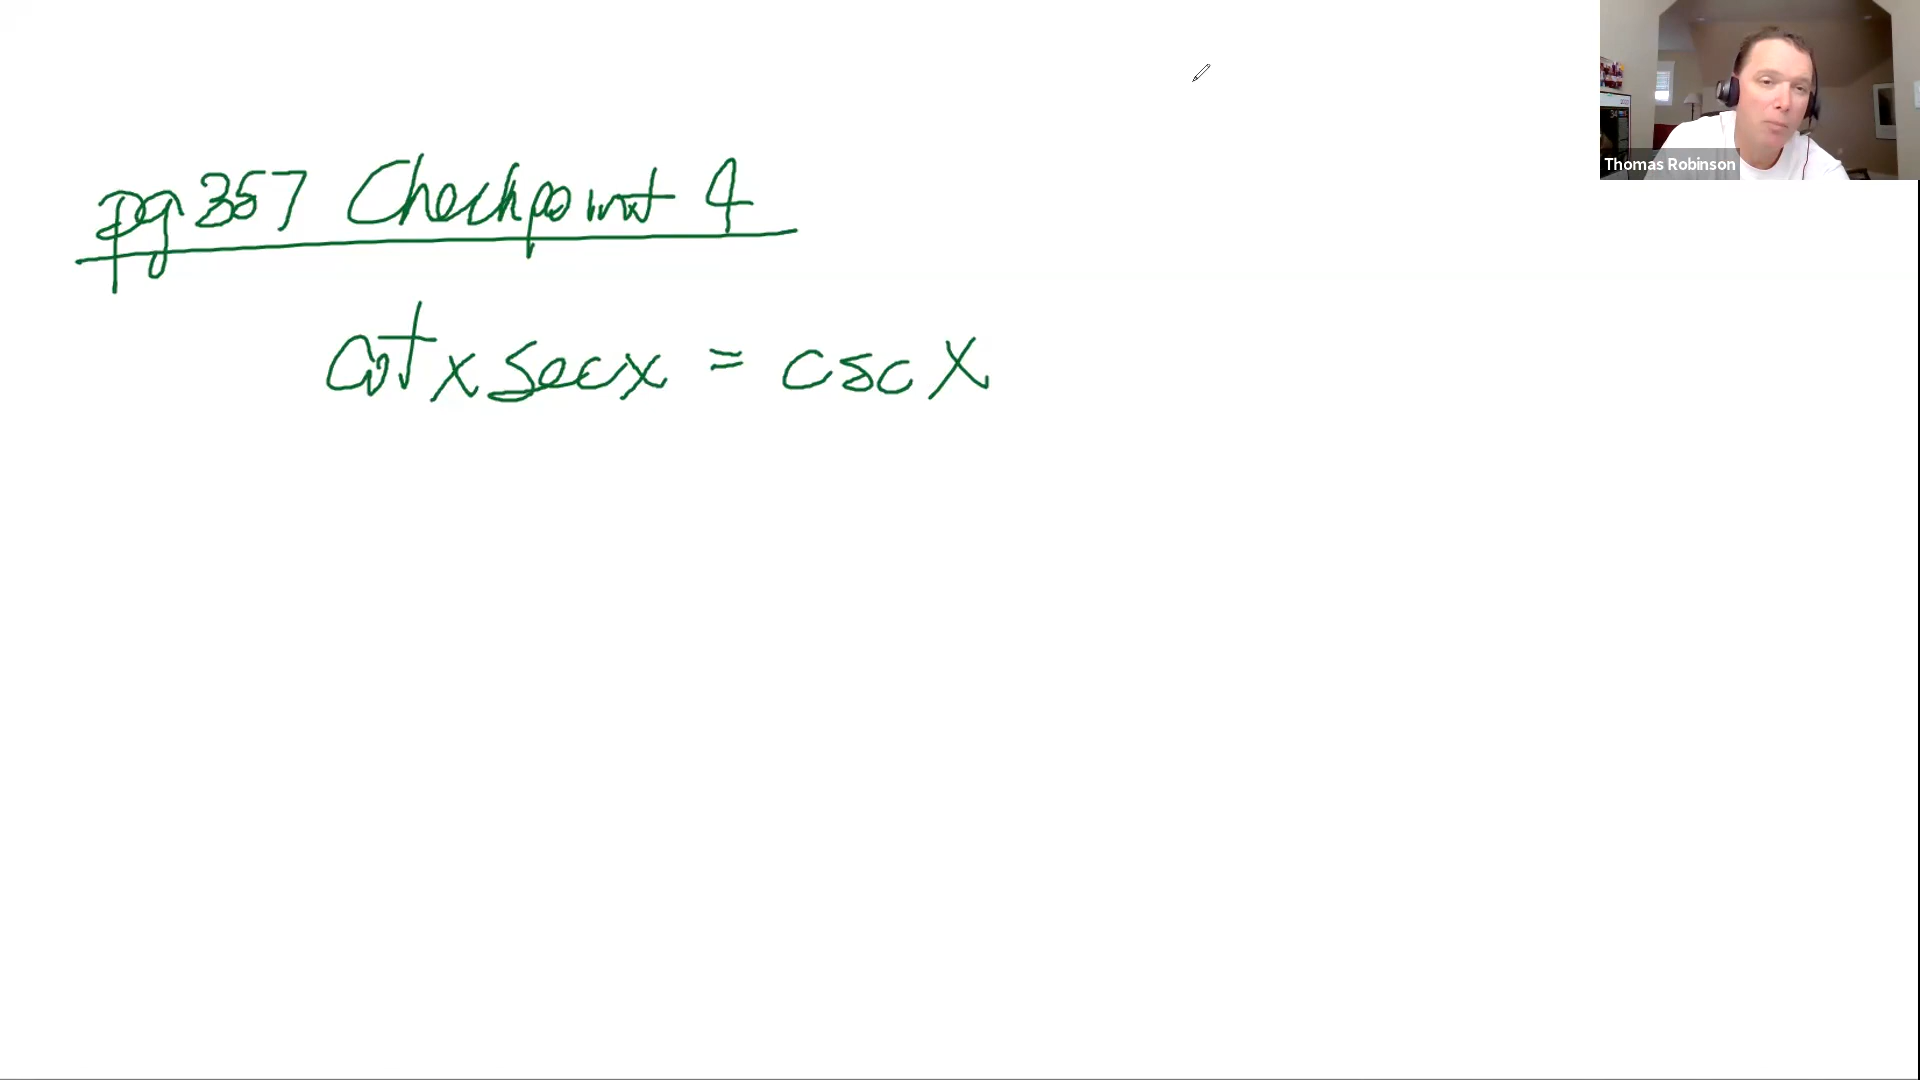 pg 357 Checkpoint 4
cot x sec x = csc x
Thomas Robinson